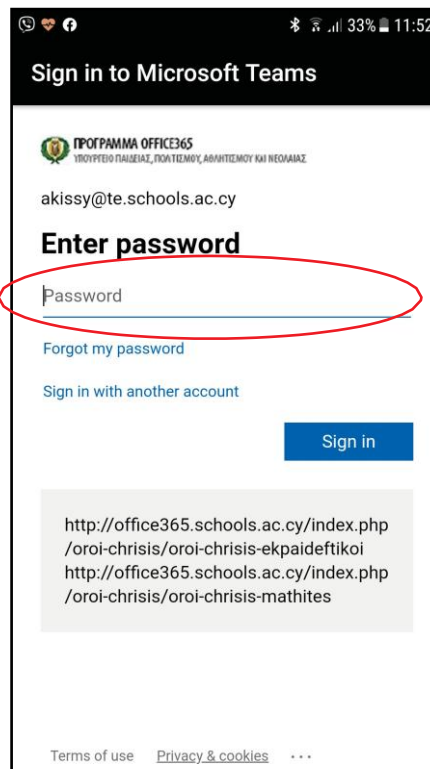 33% 11:52
Sign in to Microsoft Teams
ΠΡΟΓΡΑΜΜΑ OFFICE365
ΥΠΟΥΡΓΕΙΟ ΠΑΙΔΕΙΑΣ, ΠΟΛΙΤΙΣΜΟΥ, ΑΘΛΗΤΙΣΜΟΥ ΚΑΙ ΝΕΟΛΑΙΑΣ
akissy@te.schools.ac.cy
Enter password
Password
Forgot my password
Sign in with another account
Sign in
http://office365.schools.ac.cy/index.php
/oroi-chrisis/oroi-chrisis-ekpaideftikoi
http://office365.schools.ac.cy/index.php
/oroi-chrisis/oroi-chrisis-mathites
Terms of use Privacy & cookies ...